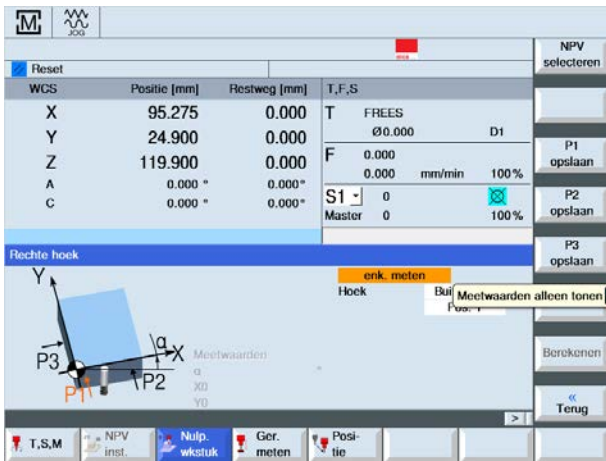 M JOG
NPV selecteren
Reset
WCS Positie [mm] Restweg [mm] T,F,S
X 95.275 0.000 T FREES
Y 24.900 0.000 Ø0.000 D1
Z 119.900 0.000 F 0.000
0.000 mm/min 100%
A 0.000 ° 0.000°
C 0.000 ° 0.000° S1 0
Master 0 100%
P1 opslaan
P2 opslaan
P3 opslaan
Rechte hoek
Y
enk. meten
Hoek Bui
Meetwaarden alleen tonen
Pos. 1
α X
P3
P1 P2
Meetwaarden
α °
X0
Y0
Berekenen
« Terug
>
T,S,M
NPV inst.
Nulp. wkstuk
Ger. meten
Posi-
tie